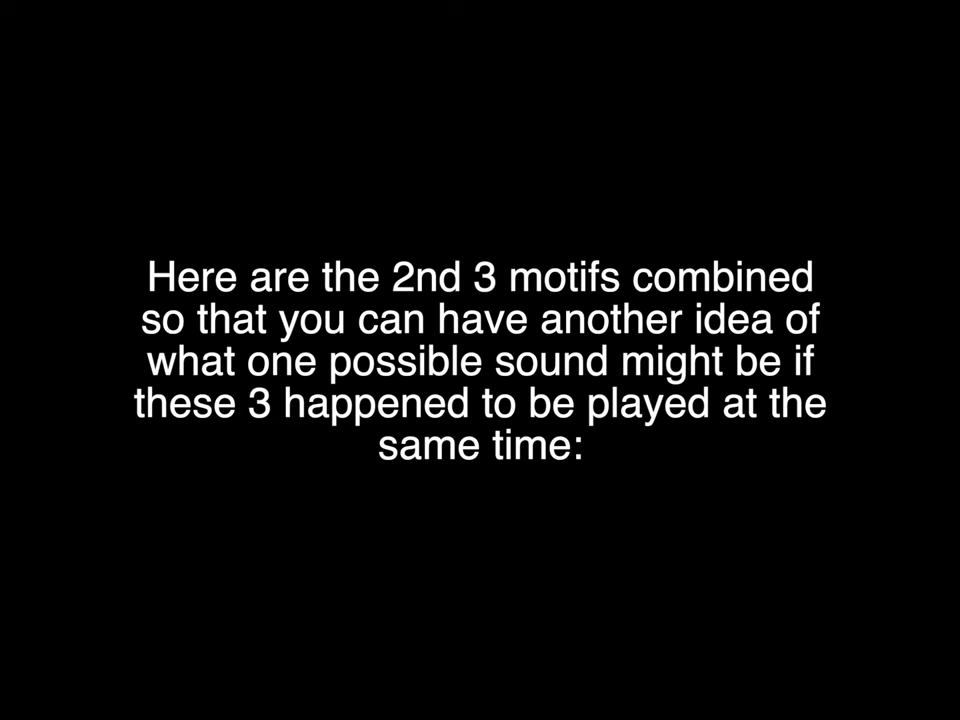 Here are the 2nd 3 motifs combined
so that you can have another idea of
what one possible sound might be if
these 3 happened to be played at the
same time: